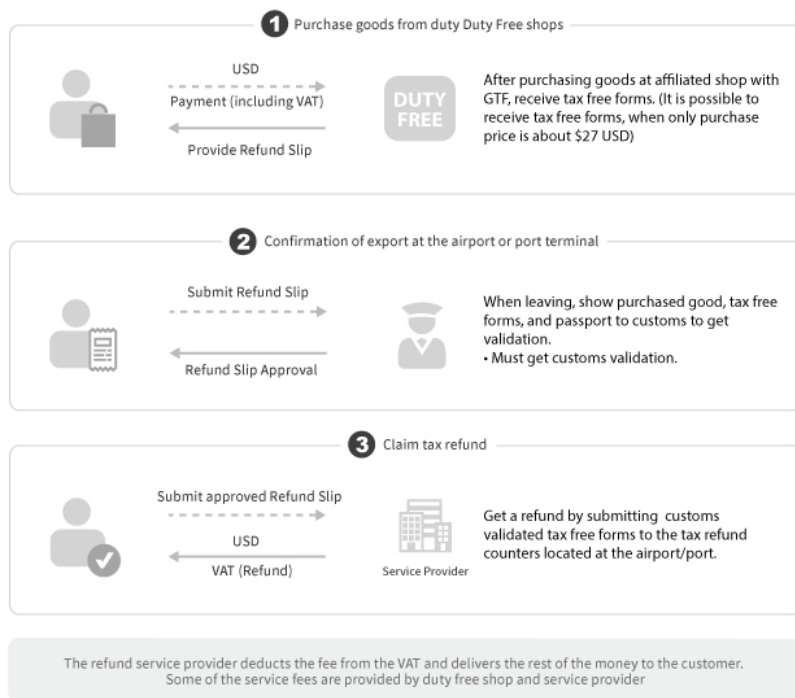 1 Purchase goods from duty Duty Free shops
USD
Payment (including VAT)
Provide Refund Slip
DUTY
FREE
After purchasing goods at affiliated shop with
GTF, receive tax free forms. (It is possible to
receive tax free forms, when only purchase
price is about $27 USD)
2 Confirmation of export at the airport or port terminal
Submit Refund Slip
Refund Slip Approval
When leaving, show purchased good, tax free
forms, and passport to customs to get
validation.
• Must get customs validation.
3 Claim tax refund
Submit approved Refund Slip
USD
VAT (Refund)
Service Provider
Get a refund by submitting customs
validated tax free forms to the tax refund
counters located at the airport/port.
The refund service provider deducts the fee from the VAT and delivers the rest of the money to the customer.
Some of the service fees are provided by duty free shop and service provider